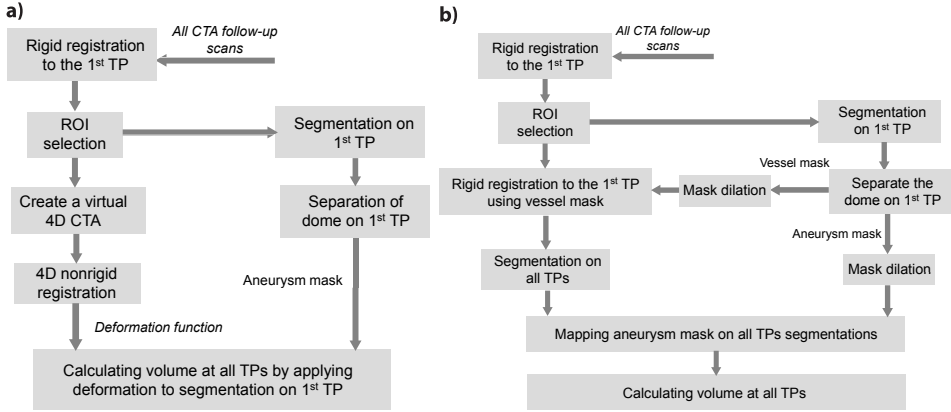 a)
All CTA follow-up
scans
Rigid registration
to the 1st TP
ROI
selection
Segmentation on
1st TP
Create a virtual
4D CTA
Separation of
dome on 1st TP
4D nonrigid
registration
Aneurysm mask
Deformation function
Calculating volume at all TPs by applying
deformation to segmentation on 1st TP
b)
All CTA follow-up
scans
Rigid registration
to the 1st TP
ROI
selection
Segmentation
on 1st TP
Vessel mask
Rigid registration to the 1st TP
using vessel mask
Mask dilation
Separate the
dome on 1st TP
Aneurysm mask
Segmentation on
all TPs
Mask dilation
Mapping aneurysm mask on all TPs segmentations
Calculating volume at all TPs